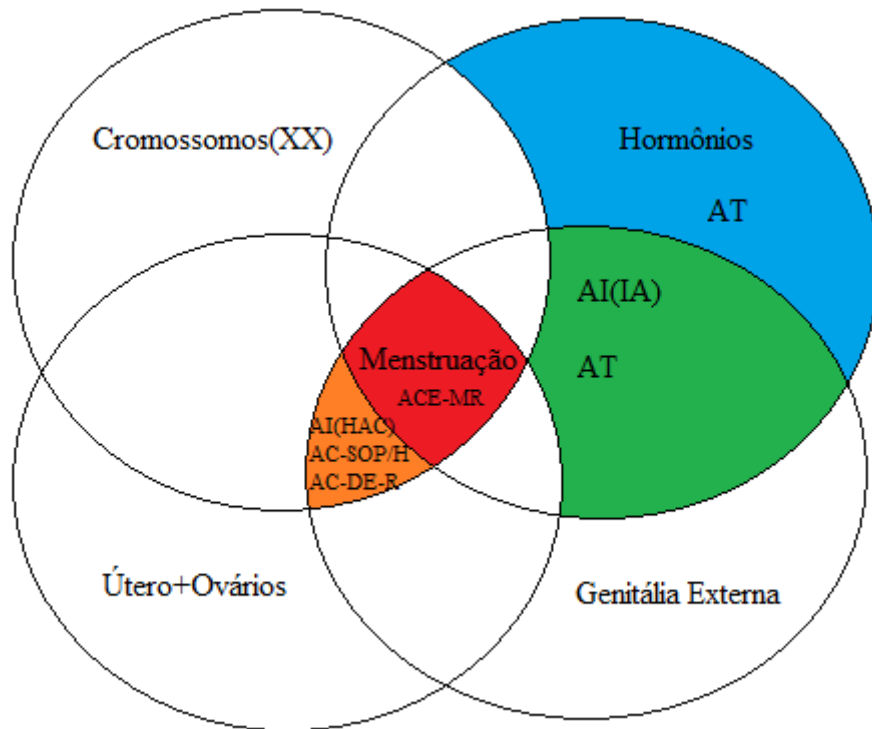 Cromossomos(XX)
Hormônios
AT
AI(IA)
AT
Menstruação
ACE-MR
AI(HAC)
AC-SOP/H
AC-DE-R
Útero+Ovários
Genitália Externa